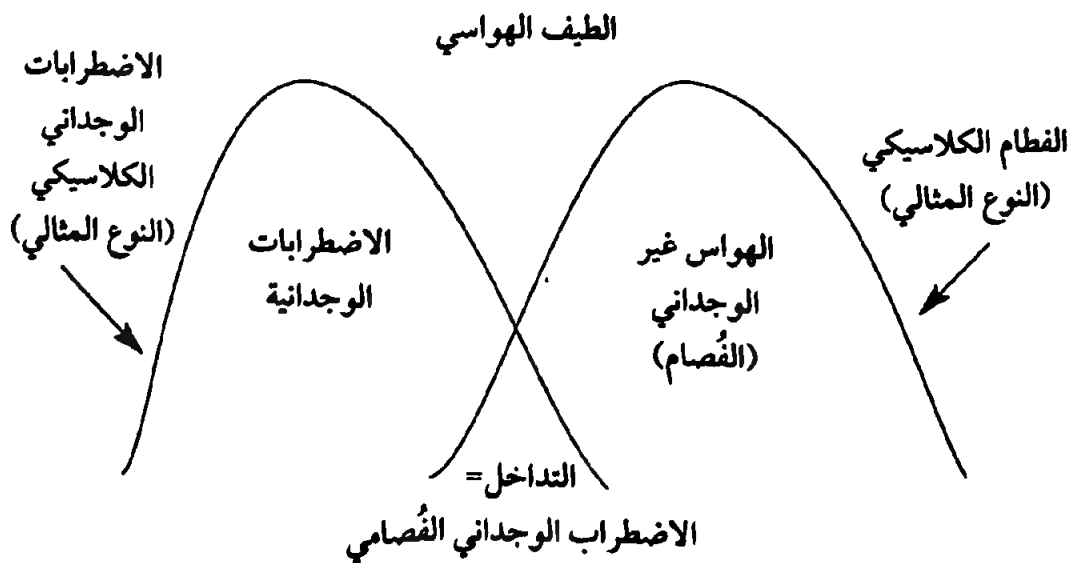 الطيف الهواسي
الاضطرابات
الوجداني
الكلاسيكي
(النوع المثالي)
الفطام الكلاسيكي
(النوع المثالي)
الاضطرابات
الوجدانية
الهواس غير
الوجداني
(الفُصام)
التداخل=
الاضطراب الوجداني الفُصامي